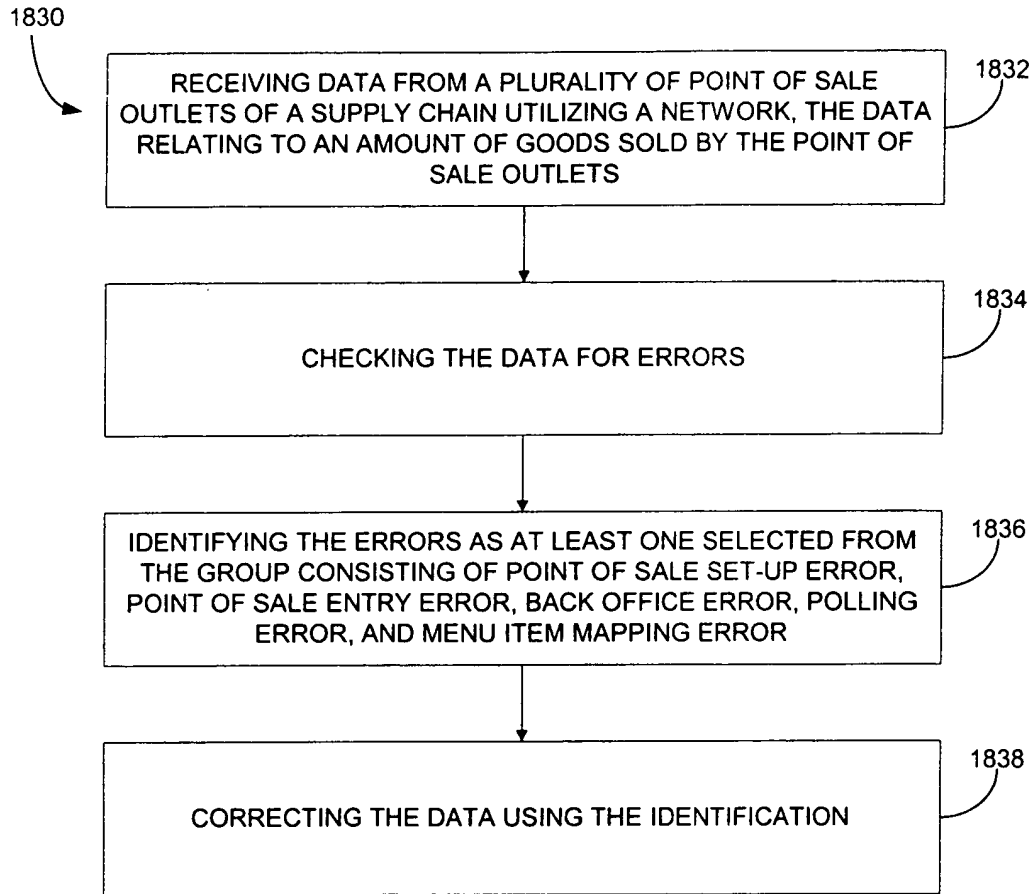 1830
RECEIVING DATA FROM A PLURALITY OF POINT OF SALE
OUTLETS OF A SUPPLY CHAIN UTILIZING A NETWORK, THE DATA
RELATING TO AN AMOUNT OF GOODS SOLD BY THE POINT OF
SALE OUTLETS
1832
CHECKING THE DATA FOR ERRORS
1834
IDENTIFYING THE ERRORS AS AT LEAST ONE SELECTED FROM
THE GROUP CONSISTING OF POINT OF SALE SET-UP ERROR,
POINT OF SALE ENTRY ERROR, BACK OFFICE ERROR, POLLING
ERROR, AND MENU ITEM MAPPING ERROR
1836
CORRECTING THE DATA USING THE IDENTIFICATION
1838